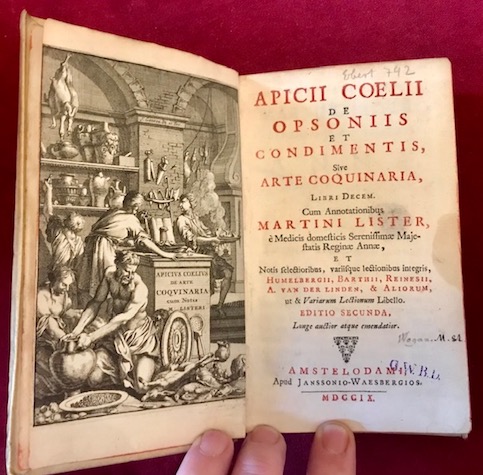 APICIVS COELIUS
DE ARTE
COQVINARIA
cum Notis
LISTERI
Ebert 742
APICII COELII
DE
OPSONIIS
ET
CONDIMENTIS,
Sive
ARTE COQUINARIA,
LIBRI DECEM.
Cum Annotationibus
MARTINI LISTER,
è Medicis domesticis Serenissimæ Maje-
statis Reginæ Annæ,
ET
Notis selectioribus, variisque lectionibus integris,
HUMELBERGII, BARTHII, REINESII,
A. VAN DER LINDEN, & ALIORUM,
ut & Variarum Lectionum Libello.
EDITIO SECUNDA,
Longe auctior atque emendatior.
AMSTELODAMI,
Apud JANSSONIO-WAESBERGIOS.
MDCCIX.